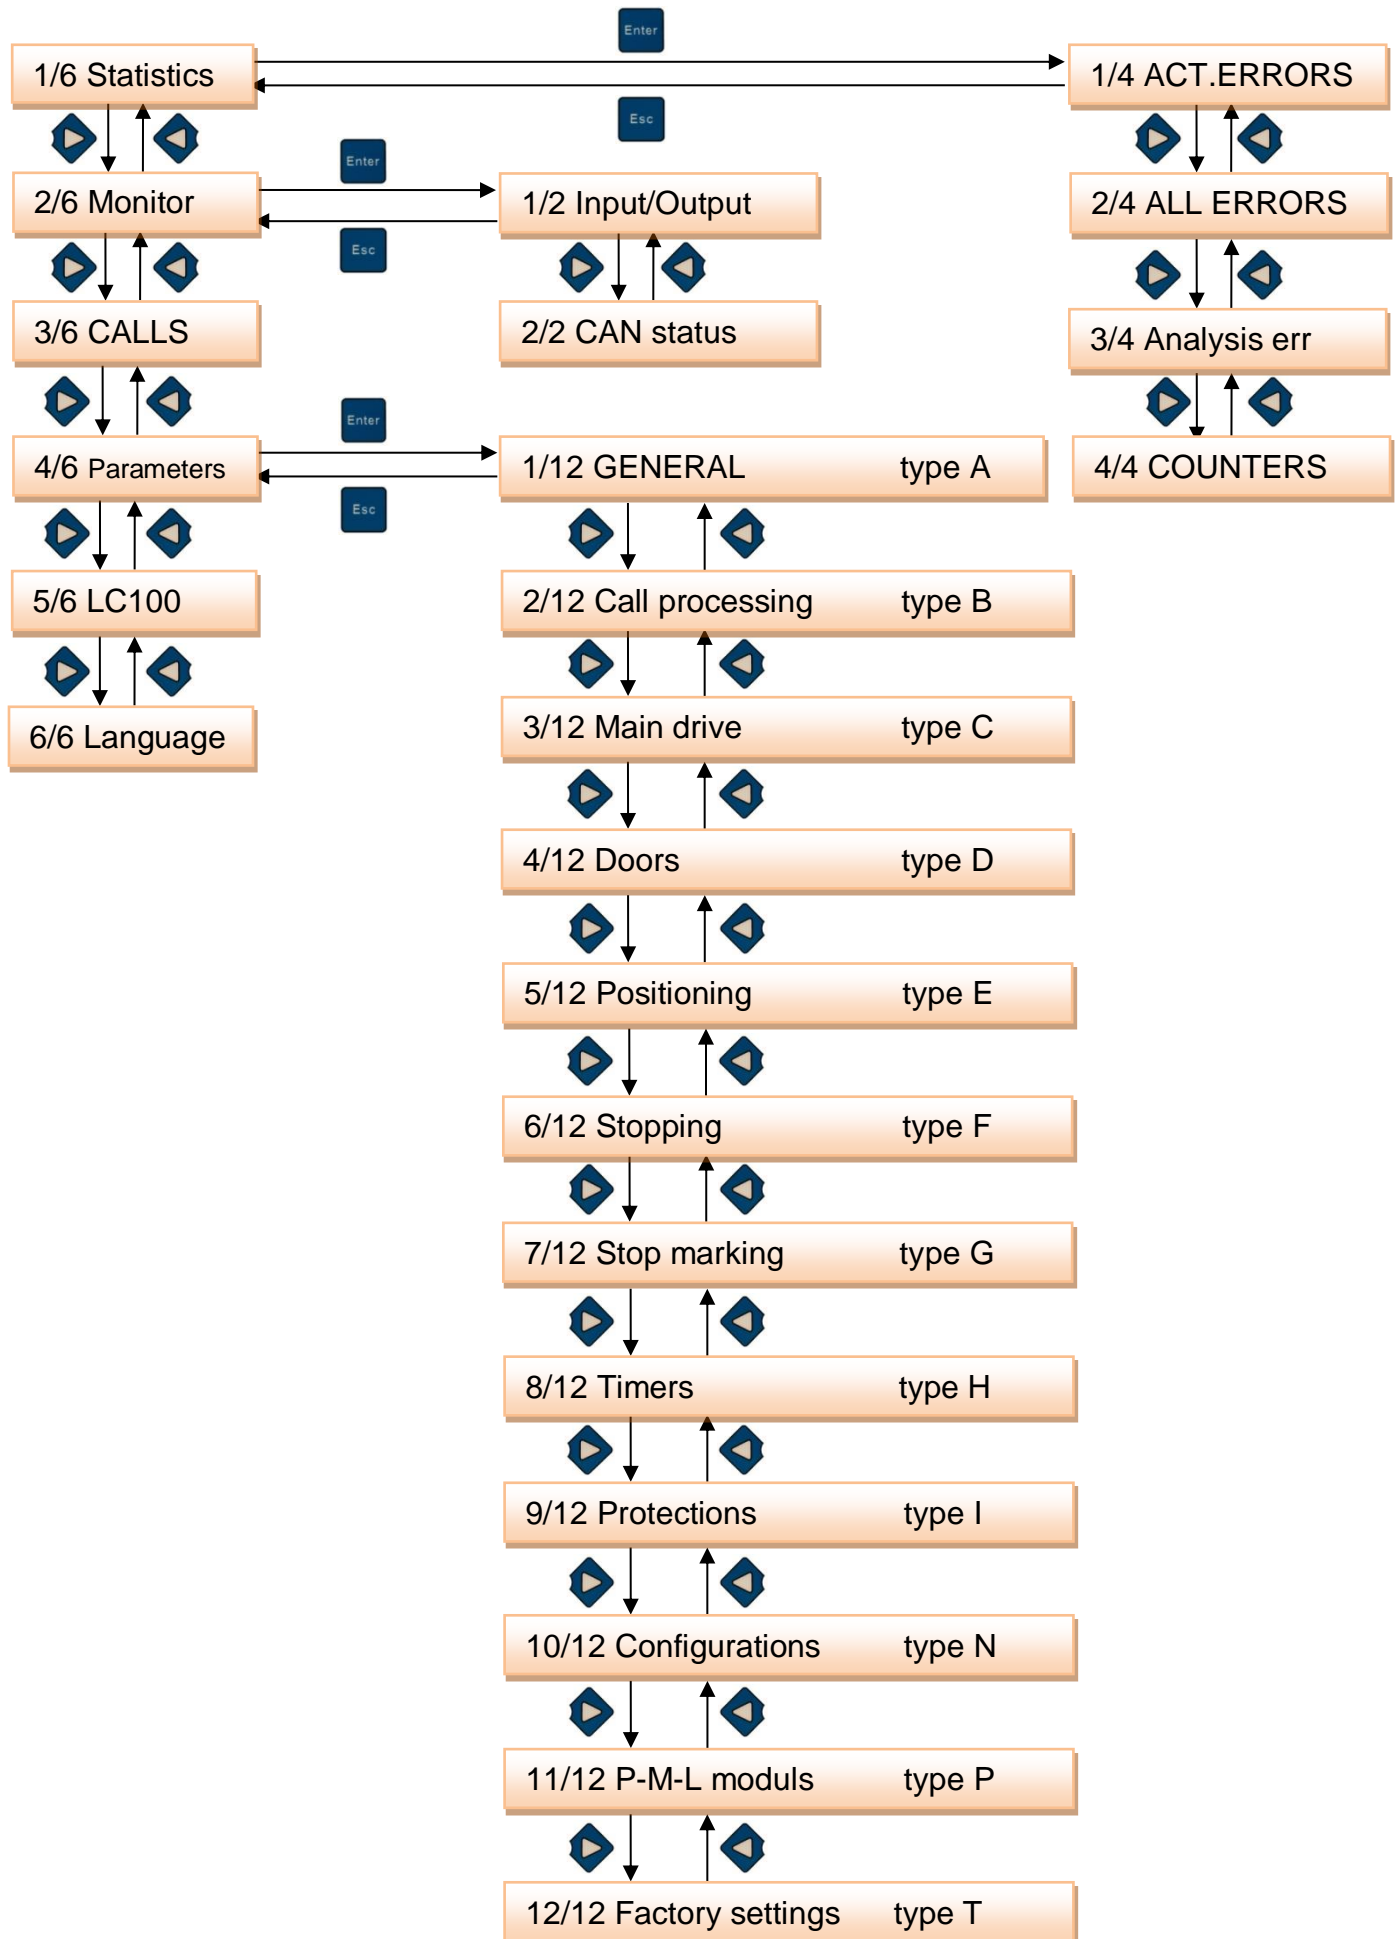 Enter
1/6 Statistics
1/4 ACT.ERRORS
Esc
Enter
2/6 Monitor
1/2 Input/Output
2/4 ALL ERRORS
Esc
3/6 CALLS
2/2 CAN status
3/4 Analysis err
Enter
4/6 Parameters
1/12 GENERAL type A
4/4 COUNTERS
Esc
5/6 LC100
2/12 Call processing type B
6/6 Language
3/12 Main drive type C
4/12 Doors type D
5/12 Positioning type E
6/12 Stopping type F
7/12 Stop marking type G
8/12 Timers type H
9/12 Protections type I
10/12 Configurations type N
11/12 P-M-L moduls type P
12/12 Factory settings type T